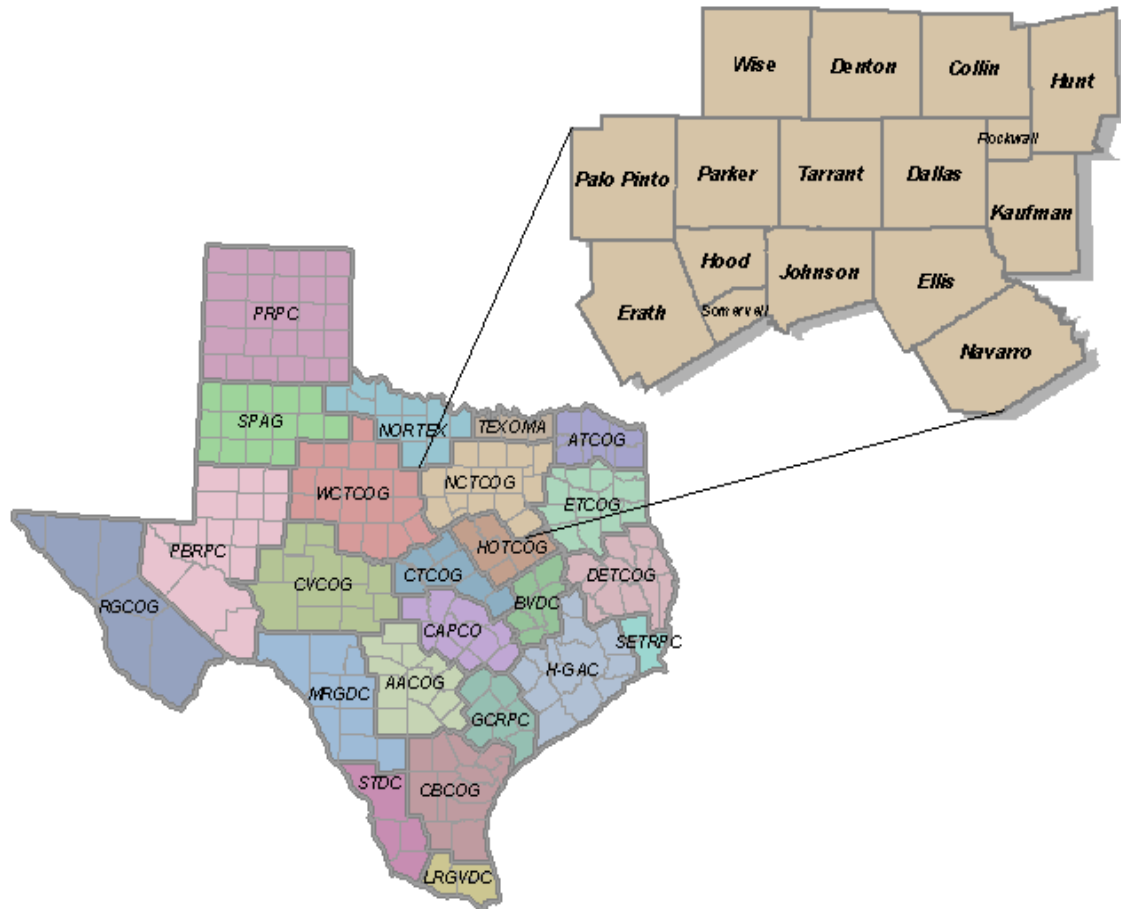 Wise
Denton
Collin
Hunt
Rockwall
Palo Pinto
Parker
Tarrant
Dallas
Kaufman
Hood
Johnson
Ellis
Erath
Somervell
Navarro
PRPC
SPAG
NORTEX
TEXOMA
ATCOG
WCTCOG
NCTCOG
ETCOG
PBRPC
HOTCOG
CVCOG
CTCOG
DETCOG
RGCOG
BVDC
CAPCO
SETRPC
H-GAC
MRGDC
AACOG
GCRPC
STDC
CBCOG
LRGVDC